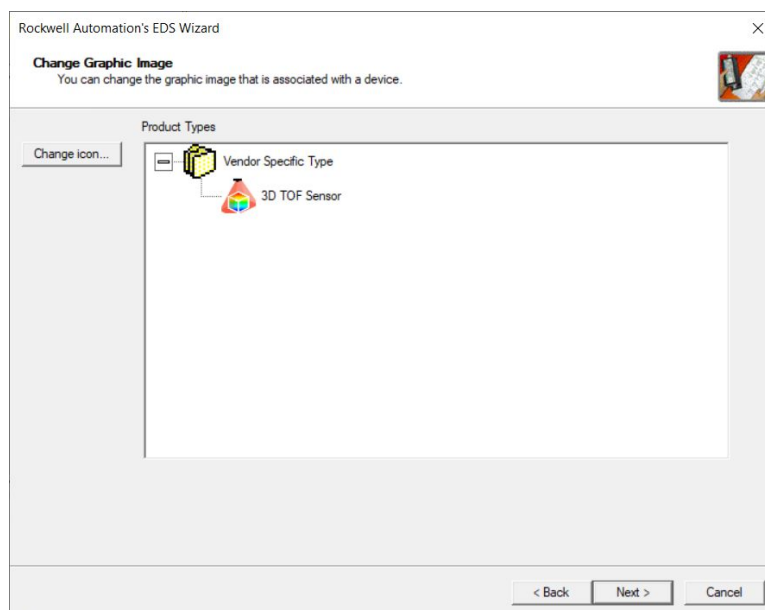 Rockwell Automation's EDS Wizard
Change Graphic Image
You can change the graphic image that is associated with a device.
Product Types
Change icon...
Vendor Specific Type
3D TOF Sensor
< Back
Next >
Cancel